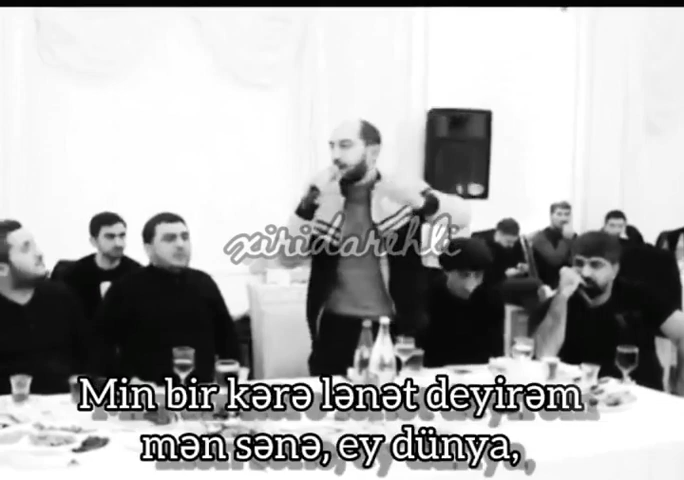 xiridarehli
Min bir kərə lənət deyirəm
mən sənə, ey dünya,